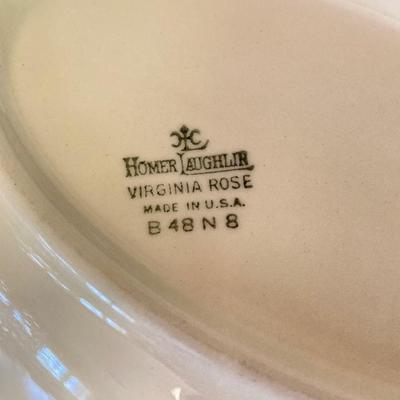 HOMER LAUGHLIN
VIRGINIA ROSE
MADE IN U.S.A.
B 48 N 8